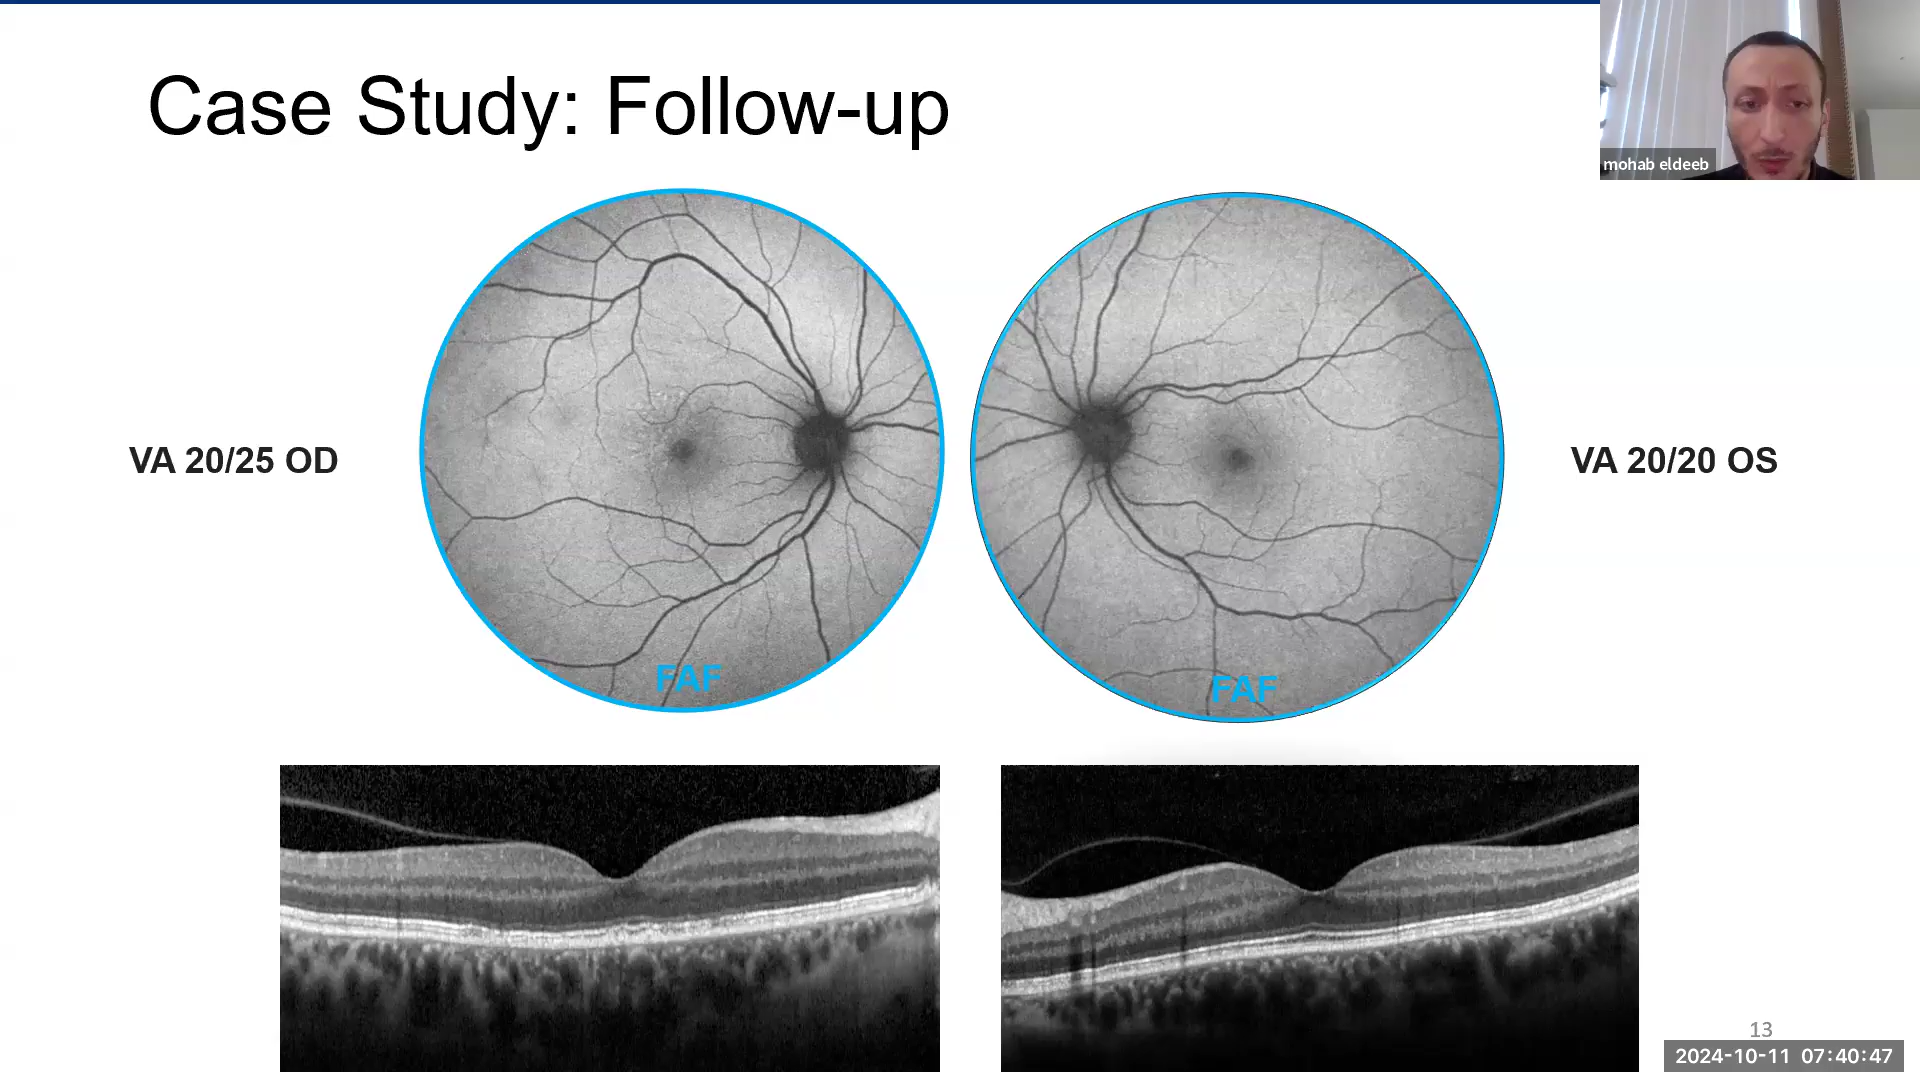 Case Study: Follow-up
mohab eldeeb
VA 20/25 OD
VA 20/20 OS
FAF
FAF
13
2024-10-11 07:40:47